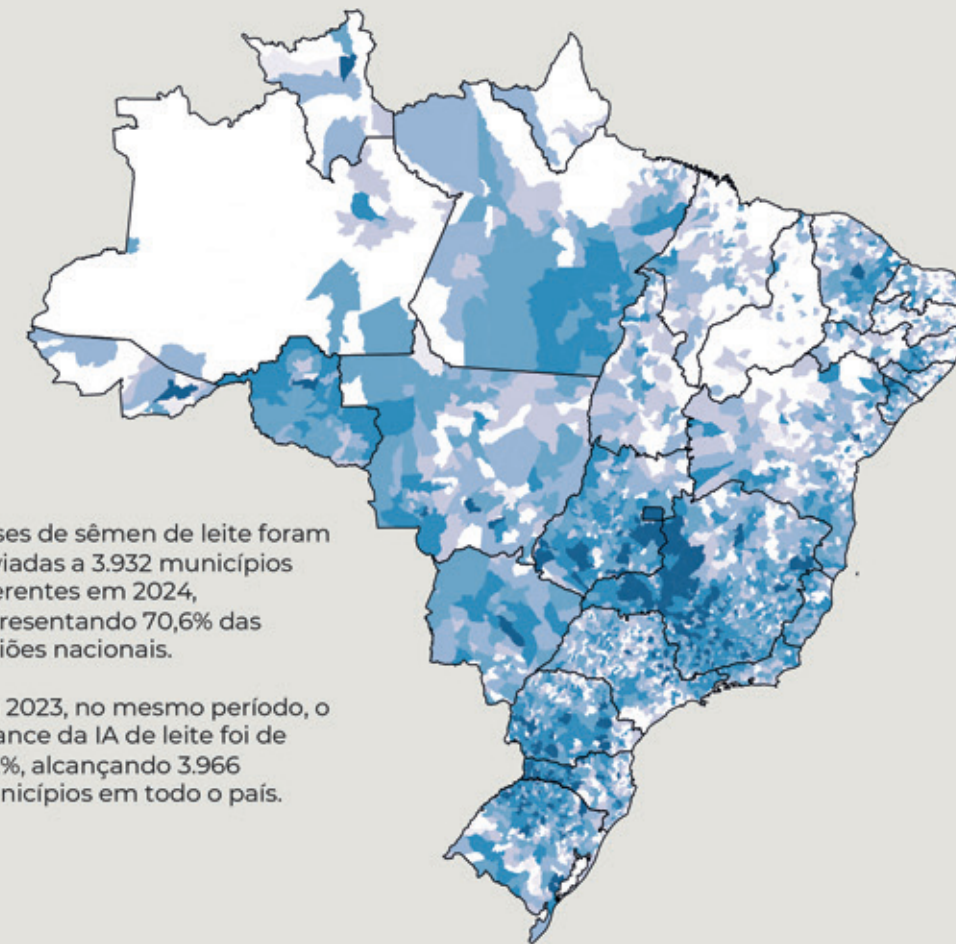 ses de sêmen de leite foram
viadas a 3.932 municípios
erentes em 2024,
presentando 70,6% das
iões nacionais.
2023, no mesmo período, o
ance da IA de leite foi de
%, alcançando 3.966
nicípios em todo o país.